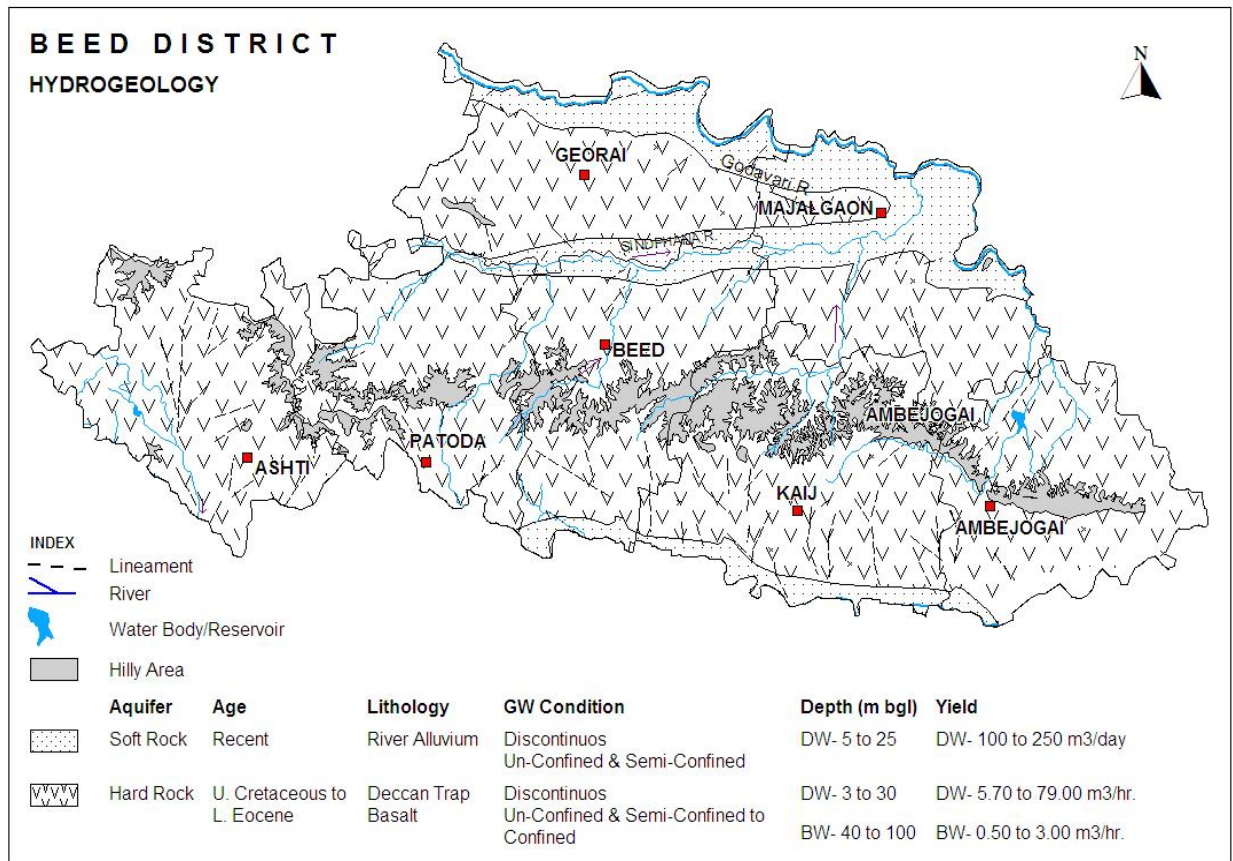 BEED DISTRICT
HYDROGEOLOGY
N
GEORAI
Godavari R
MAJALGAON
SINDPHANA R
BEED
AMBEJOGAI
PATODA
ASHTI
KAIJ
AMBEJOGAI
INDEX
Lineament
River
Water Body/Reservoir
Hilly Area
Aquifer Age Lithology GW Condition Depth (m bgl) Yield
Soft Rock Recent River Alluvium Discontinuos DW- 5 to 25 DW- 100 to 250 m3/day
Un-Confined & Semi-Confined
Hard Rock U. Cretaceous to Deccan Trap Discontinuos DW- 3 to 30 DW- 5.70 to 79.00 m3/hr.
L. Eocene Basalt Un-Confined & Semi-Confined to
Confined BW- 40 to 100 BW- 0.50 to 3.00 m3/hr.